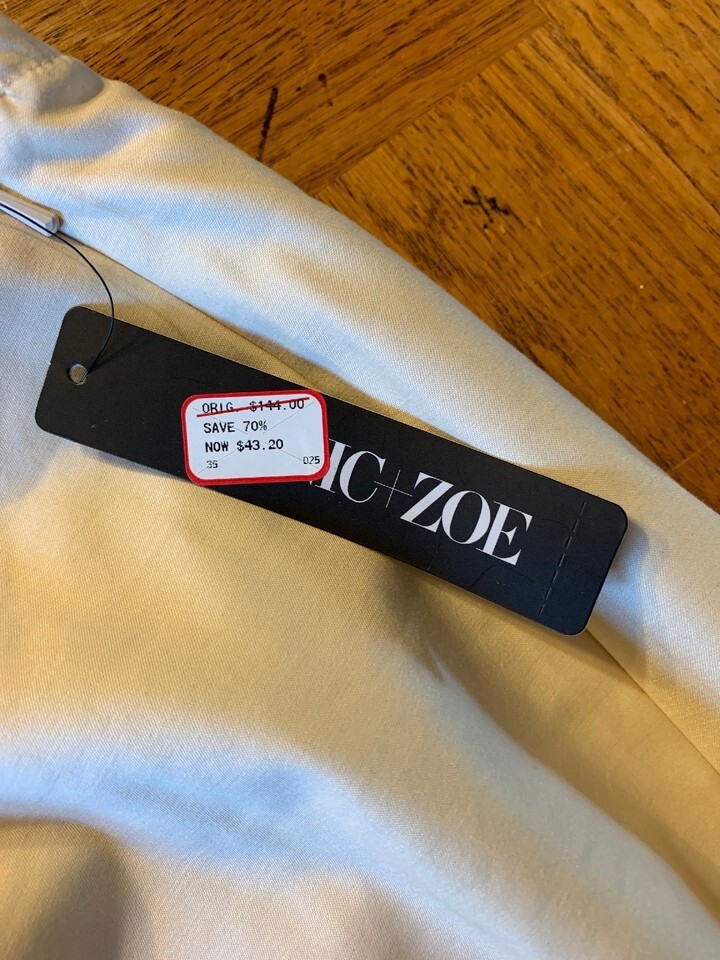 ORIG. $144.00
SAVE 70%
NOW $43.20
35 025
IC+ZOE